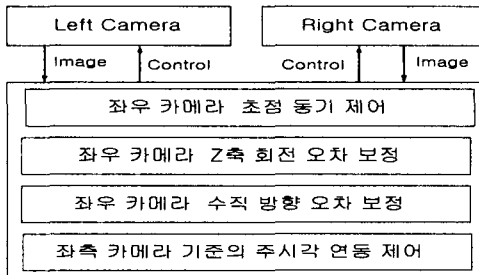 Left Camera Right Camera
Image Control Control Image
좌우 카메라 초점 동기 제어
좌우 카메라 Z축 회전 오차 보정
좌우 카메라 수직 방향 오차 보정
좌측 카메라 기준의 주시각 연동 제어